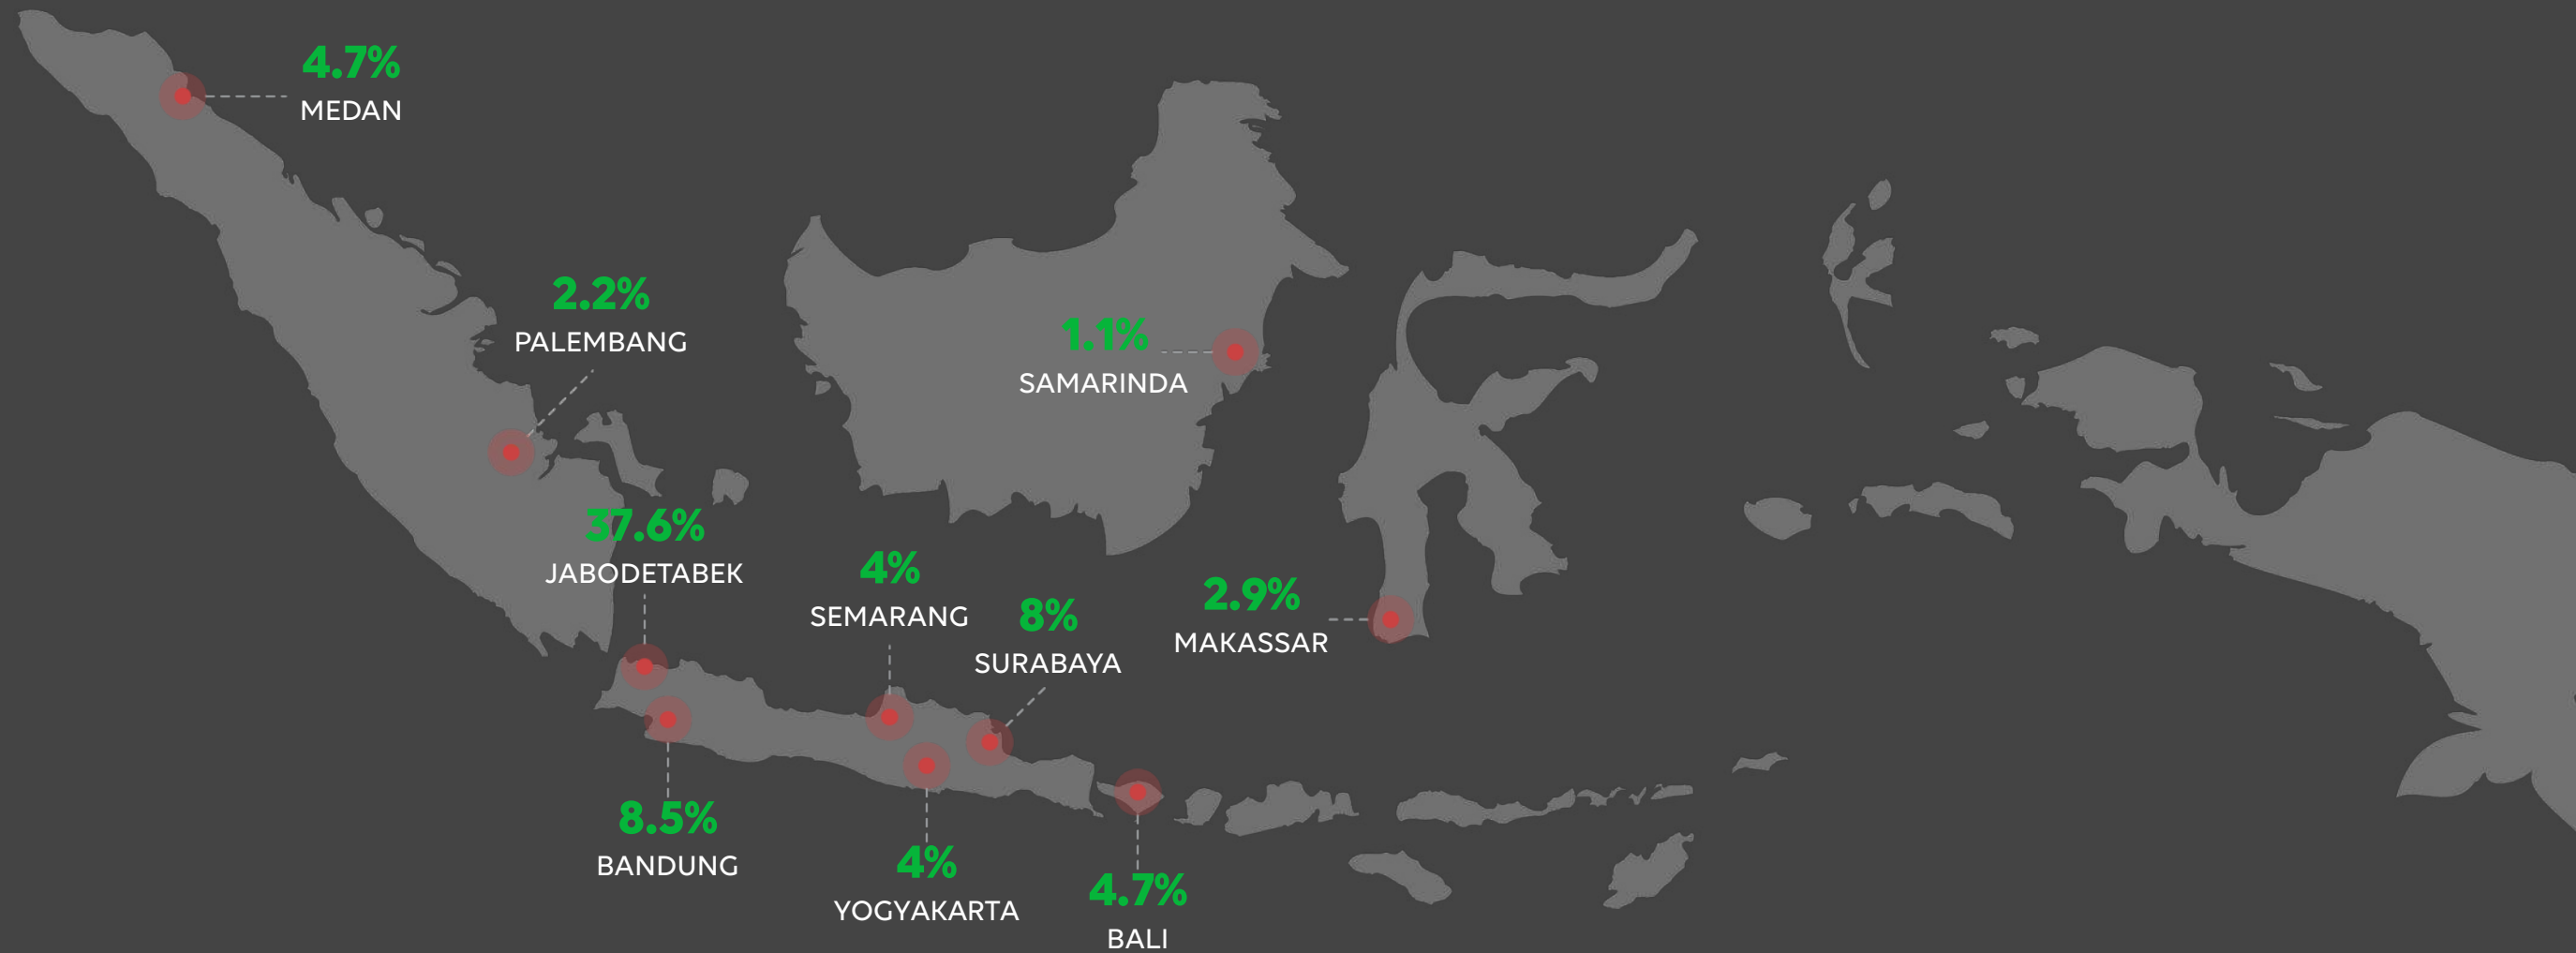 4.7%
MEDAN
2.2%
PALEMBANG
1.1%
SAMARINDA
37.6%
JABODETABEK
4%
SEMARANG
8%
SURABAYA
2.9%
MAKASSAR
8.5%
BANDUNG
4%
YOGYAKARTA
4.7%
BALI